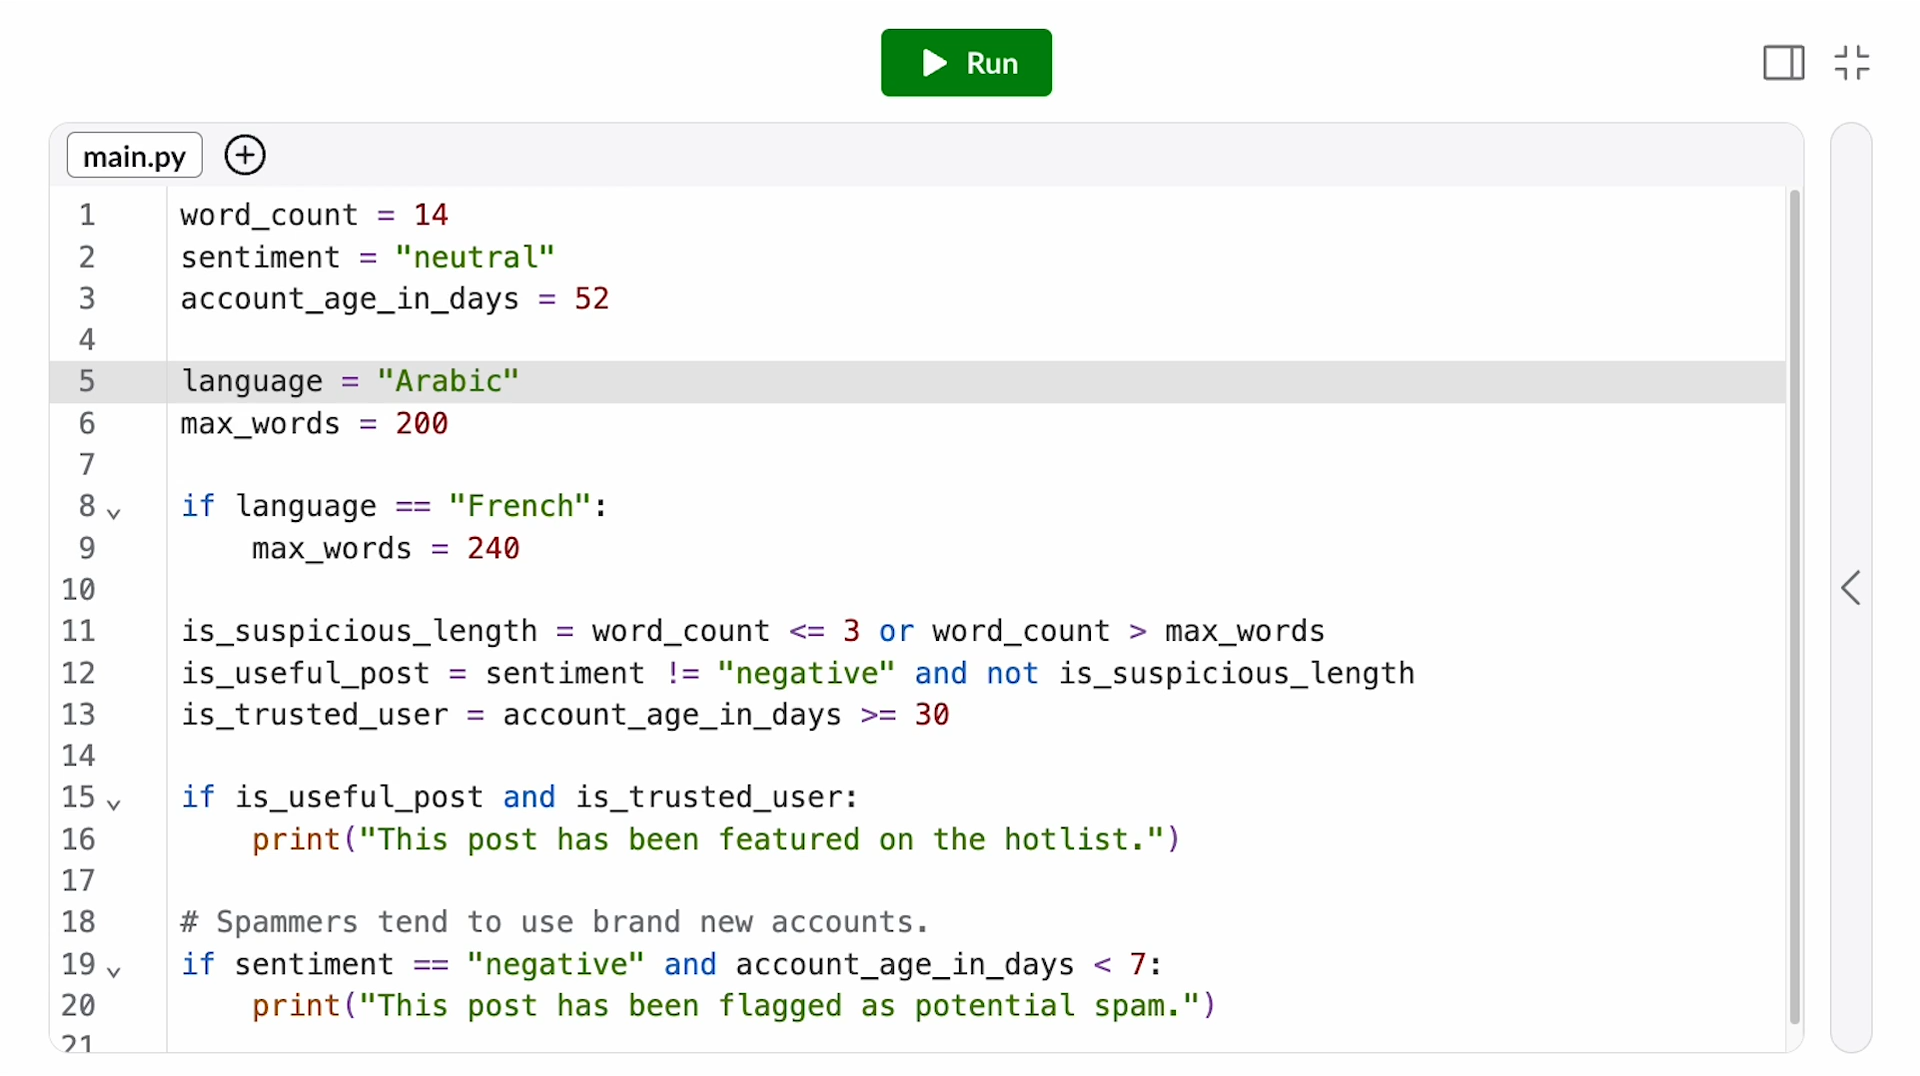 Run
main.py
1 word_count = 14
2 sentiment = "neutral"
3 account_age_in_days = 52
4
5 language = "Arabic"
6 max_words = 200
7
8 if language == "French":
9     max_words = 240
10
11 is_suspicious_length = word_count <= 3 or word_count > max_words
12 is_useful_post = sentiment != "negative" and not is_suspicious_length
13 is_trusted_user = account_age_in_days >= 30
14
15 if is_useful_post and is_trusted_user:
16     print("This post has been featured on the hotlist.")
17
18 # Spammers tend to use brand new accounts.
19 if sentiment == "negative" and account_age_in_days < 7:
20     print("This post has been flagged as potential spam.")
21